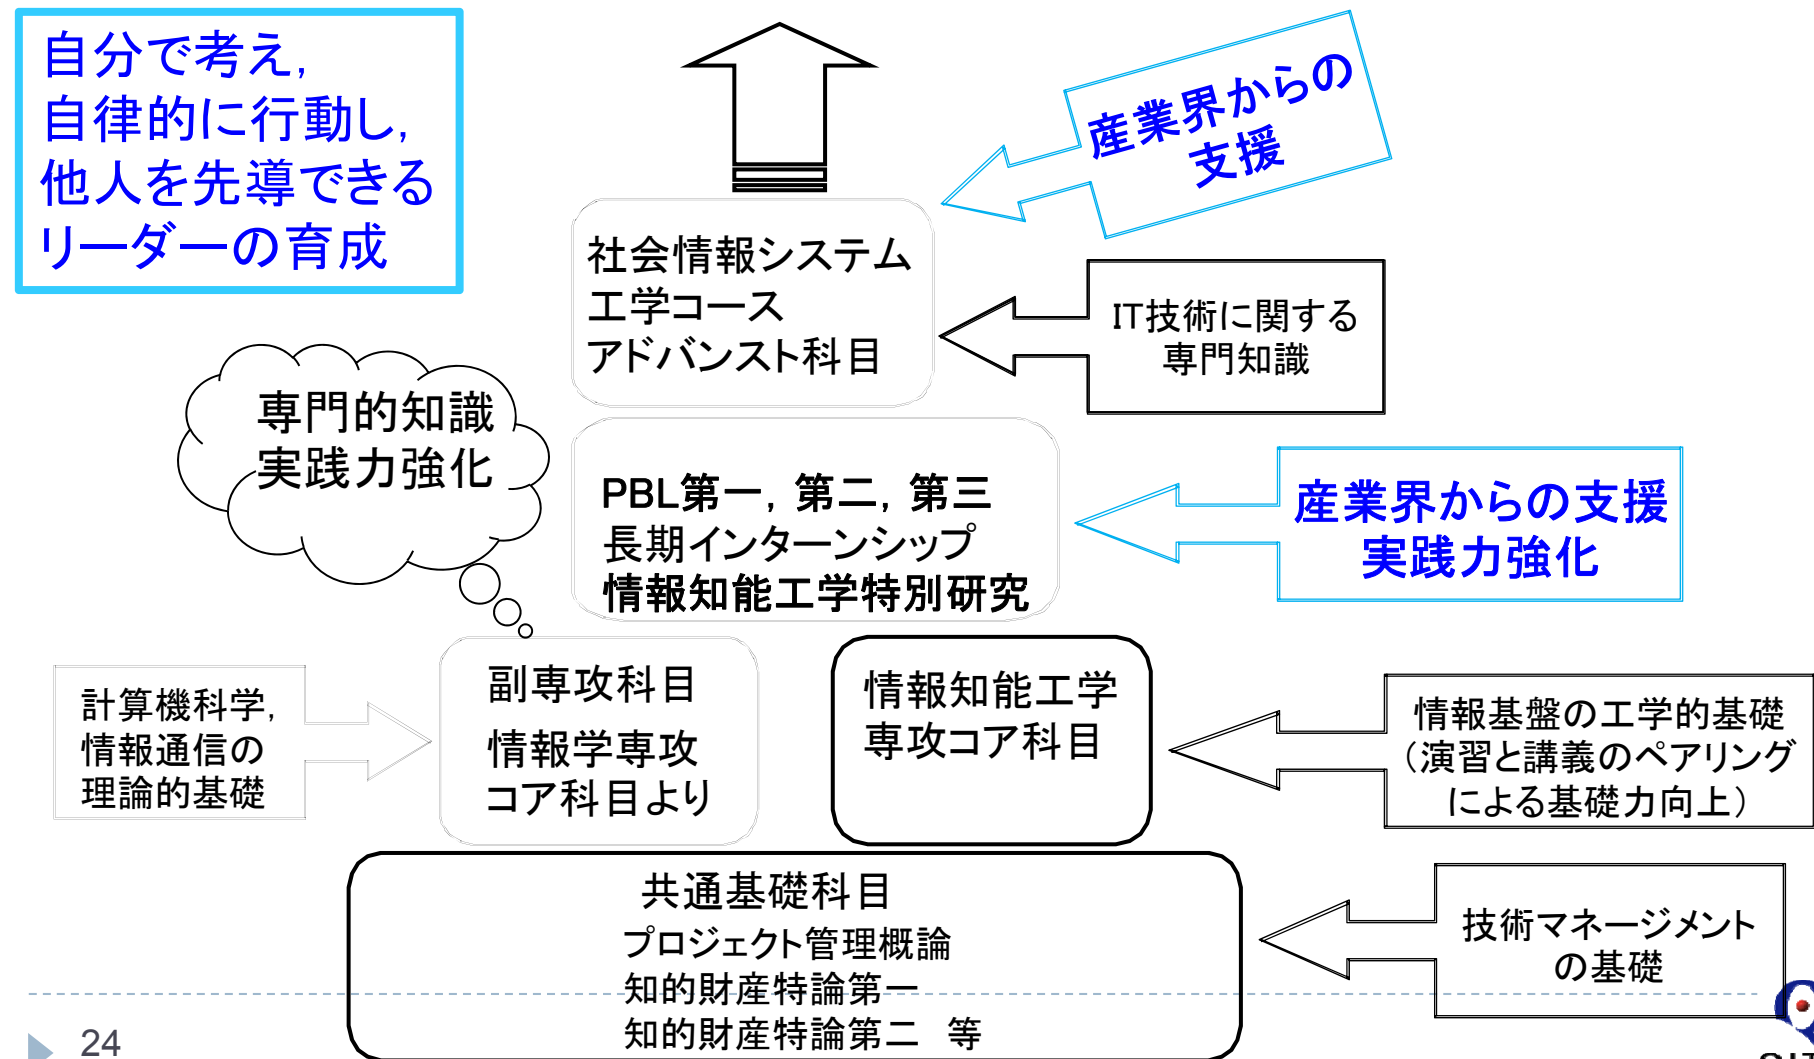 自分で考え,
自律的に行動し,
他人を先導できる
リーダーの育成
産業界からの
支援
社会情報システム
工学コース
アドバンスト科目
IT技術に関する
専門知識
専門的知識
実践力強化
PBL第一, 第二, 第三
長期インターンシップ
情報知能工学特別研究
産業界からの支援
実践力強化
計算機科学,
情報通信の
理論的基礎
副専攻科目
情報学専攻
コア科目より
情報知能工学
専攻コア科目
情報基盤の工学的基礎
（演習と講義のペアリング
による基礎力向上）
共通基礎科目
プロジェクト管理概論
知的財産特論第一
知的財産特論第二　等
技術マネージメント
の基礎
24